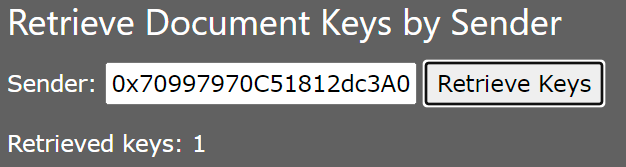 Retrieve Document Keys by Sender
Sender: 0x70997970C51812dc3A0 Retrieve Keys
Retrieved keys: 1